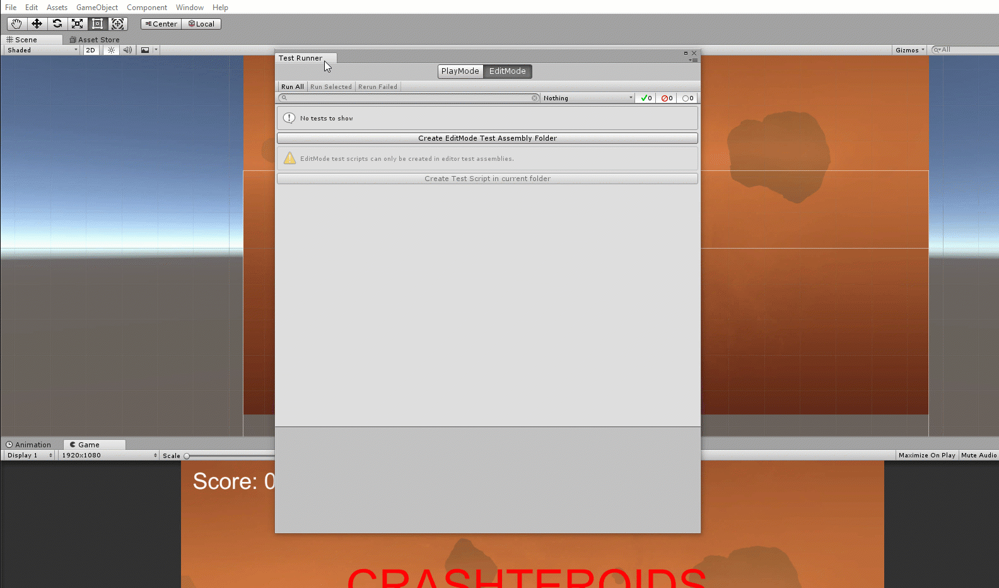 File Edit Assets GameObject Component Window Help
Center Local
Scene Asset Store
Shaded 2D Gizmos All
Test Runner
PlayMode EditMode
Run All Run Selected Rerun Failed
Nothing 0 0 0
No tests to show
Create EditMode Test Assembly Folder
EditMode test scripts can only be created in editor test assemblies.
Create Test Script in current folder
Animation Game
Display 1 1920x1080 Scale Maximize On Play Mute Audio
Score: 0
CRASHTEROIDS